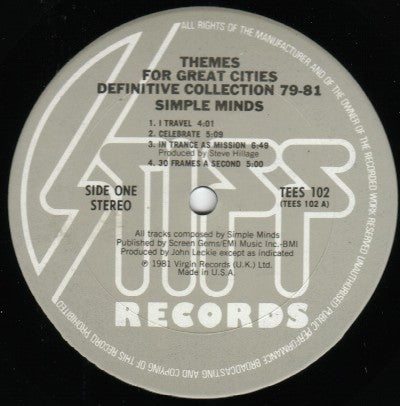 THEMES
FOR GREAT CITIES
DEFINITIVE COLLECTION 79-81
SIMPLE MINDS
1. I TRAVEL 4:01
2. CELEBRATE 5:09
3. IN TRANCE AS MISSION 6:49
Produced by Steve Hillage
4. 30 FRAMES A SECOND 5:00
SIDE ONE
STEREO
TEES 102
(TEES 102 A)
All tracks composed by Simple Minds
Published by Screen Gems/EMI Music Inc.-BMI
Produced by John Leckie except as indicated
℗ 1981 Virgin Records (U.K.) Ltd.
Made in U.S.A.
STIFF
RECORDS
ALL RIGHTS OF THE MANUFACTURER AND OF THE OWNER OF THE RECORDED WORK RESERVED UNAUTHORISED PUBLIC PERFORMANCE BROADCASTING AND COPYING OF THIS RECORD PROHIBITED